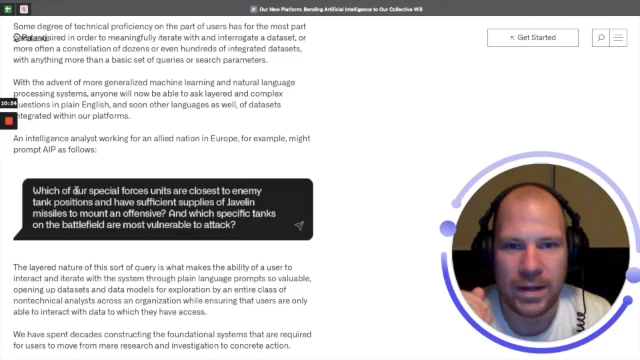 Our New Platform: Bending Artificial Intelligence to Our Collective Will
Some degree of technical proficiency on the part of users has for the most part
been required in order to meaningfully iterate with and interrogate a dataset, or
more often a constellation of dozens or even hundreds of integrated datasets,
with anything more than a basic set of queries or search parameters.
Get Started
With the advent of more generalized machine learning and natural language
processing systems, anyone will now be able to ask layered and complex
10:34
questions in plain English, and soon other languages as well, of datasets
integrated within our platforms.
An intelligence analyst working for an allied nation in Europe, for example, might
prompt AIP as follows:
Which of our special forces units are closest to enemy
tank positions and have sufficient supplies of Javelin
missiles to mount an offensive? And which specific tanks
on the battlefield are most vulnerable to attack?
The layered nature of this sort of query is what makes the ability of a user to
interact and iterate with the system through plain language prompts so valuable,
opening up datasets and data models for exploration by an entire class of
nontechnical analysts across an organization while ensuring that users are only
able to interact with data to which they have access.
We have spent decades constructing the foundational systems that are required
for users to move from mere research and investigation to concrete action.